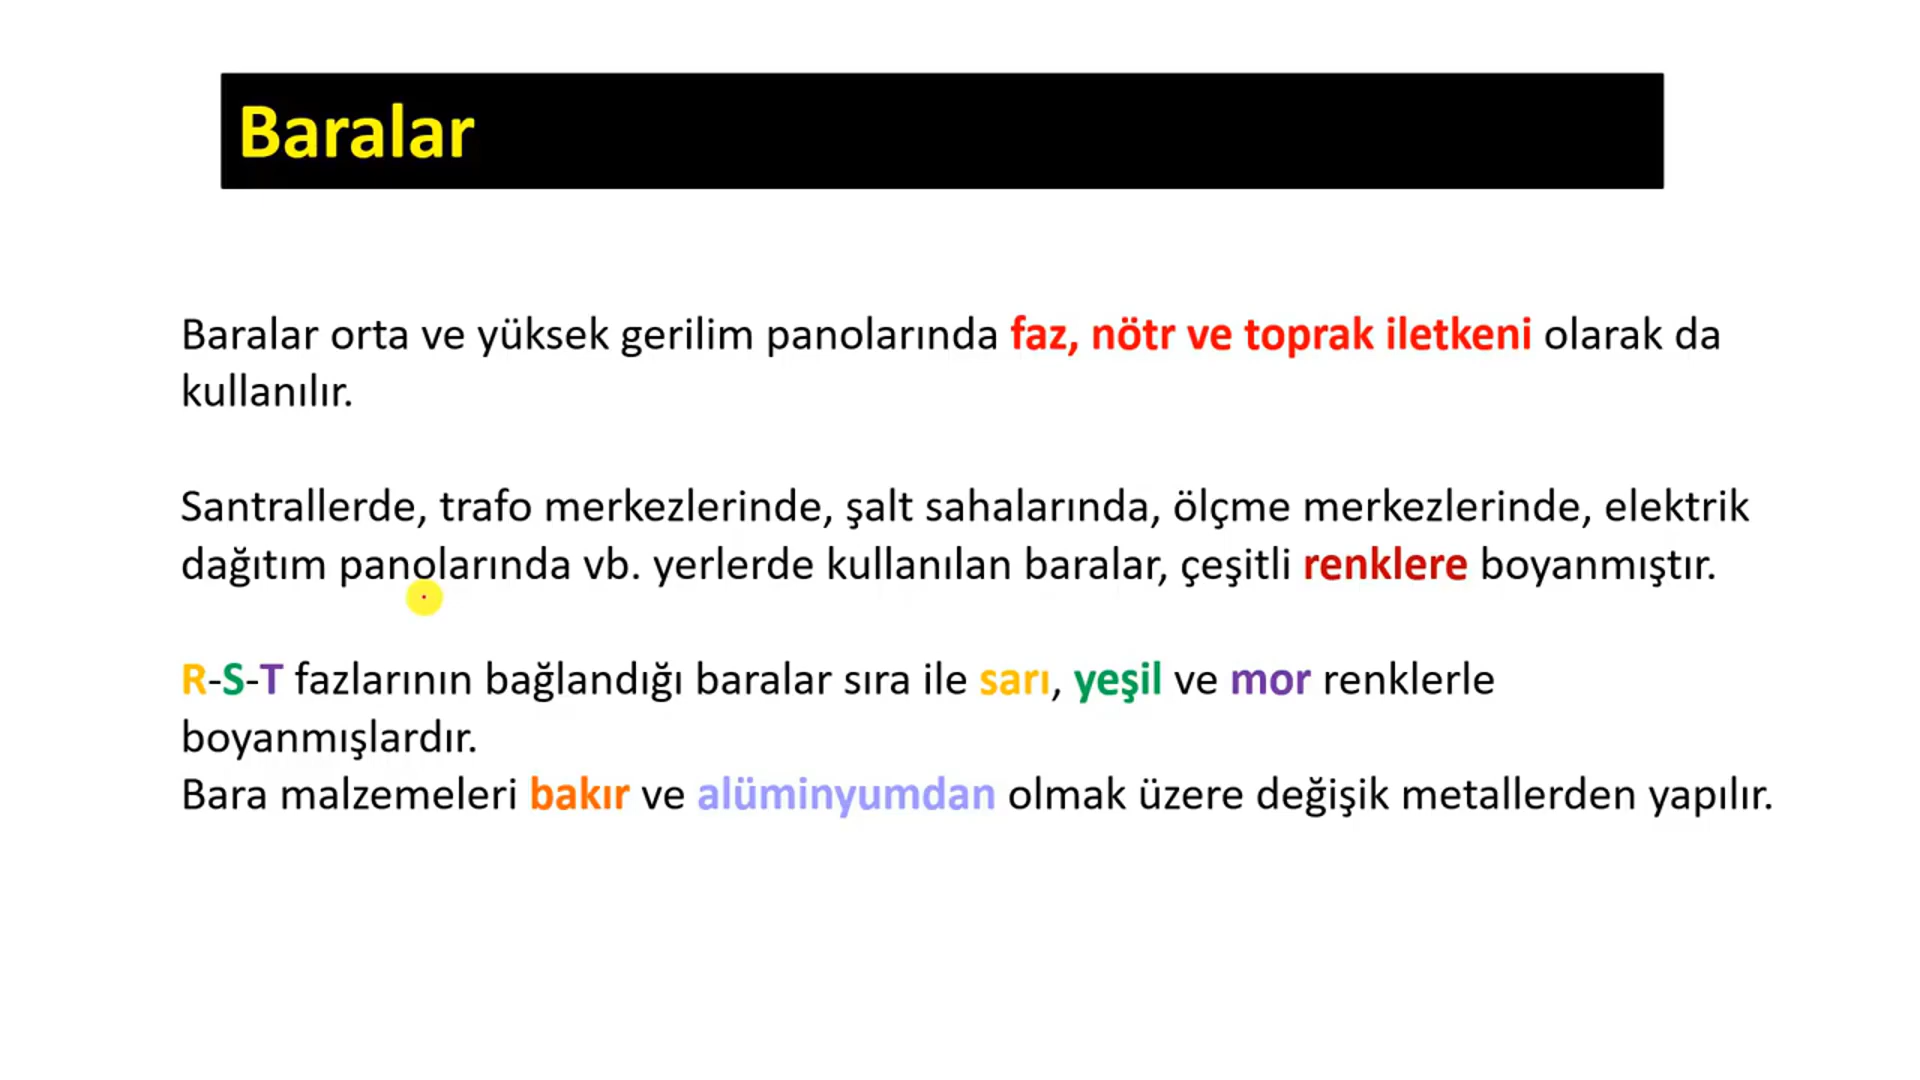 Baralar
Baralar orta ve yüksek gerilim panolarında faz, nötr ve toprak iletkeni olarak da
kullanılır.
Santrallerde, trafo merkezlerinde, şalt sahalarında, ölçme merkezlerinde, elektrik
dağıtım panolarında vb. yerlerde kullanılan baralar, çeşitli renklere boyanmıştır.
R-S-T fazlarının bağlandığı baralar sıra ile sarı, yeşil ve mor renklerle
boyanmışlardır.
Bara malzemeleri bakır ve alüminyumdan olmak üzere değişik metallerden yapılır.